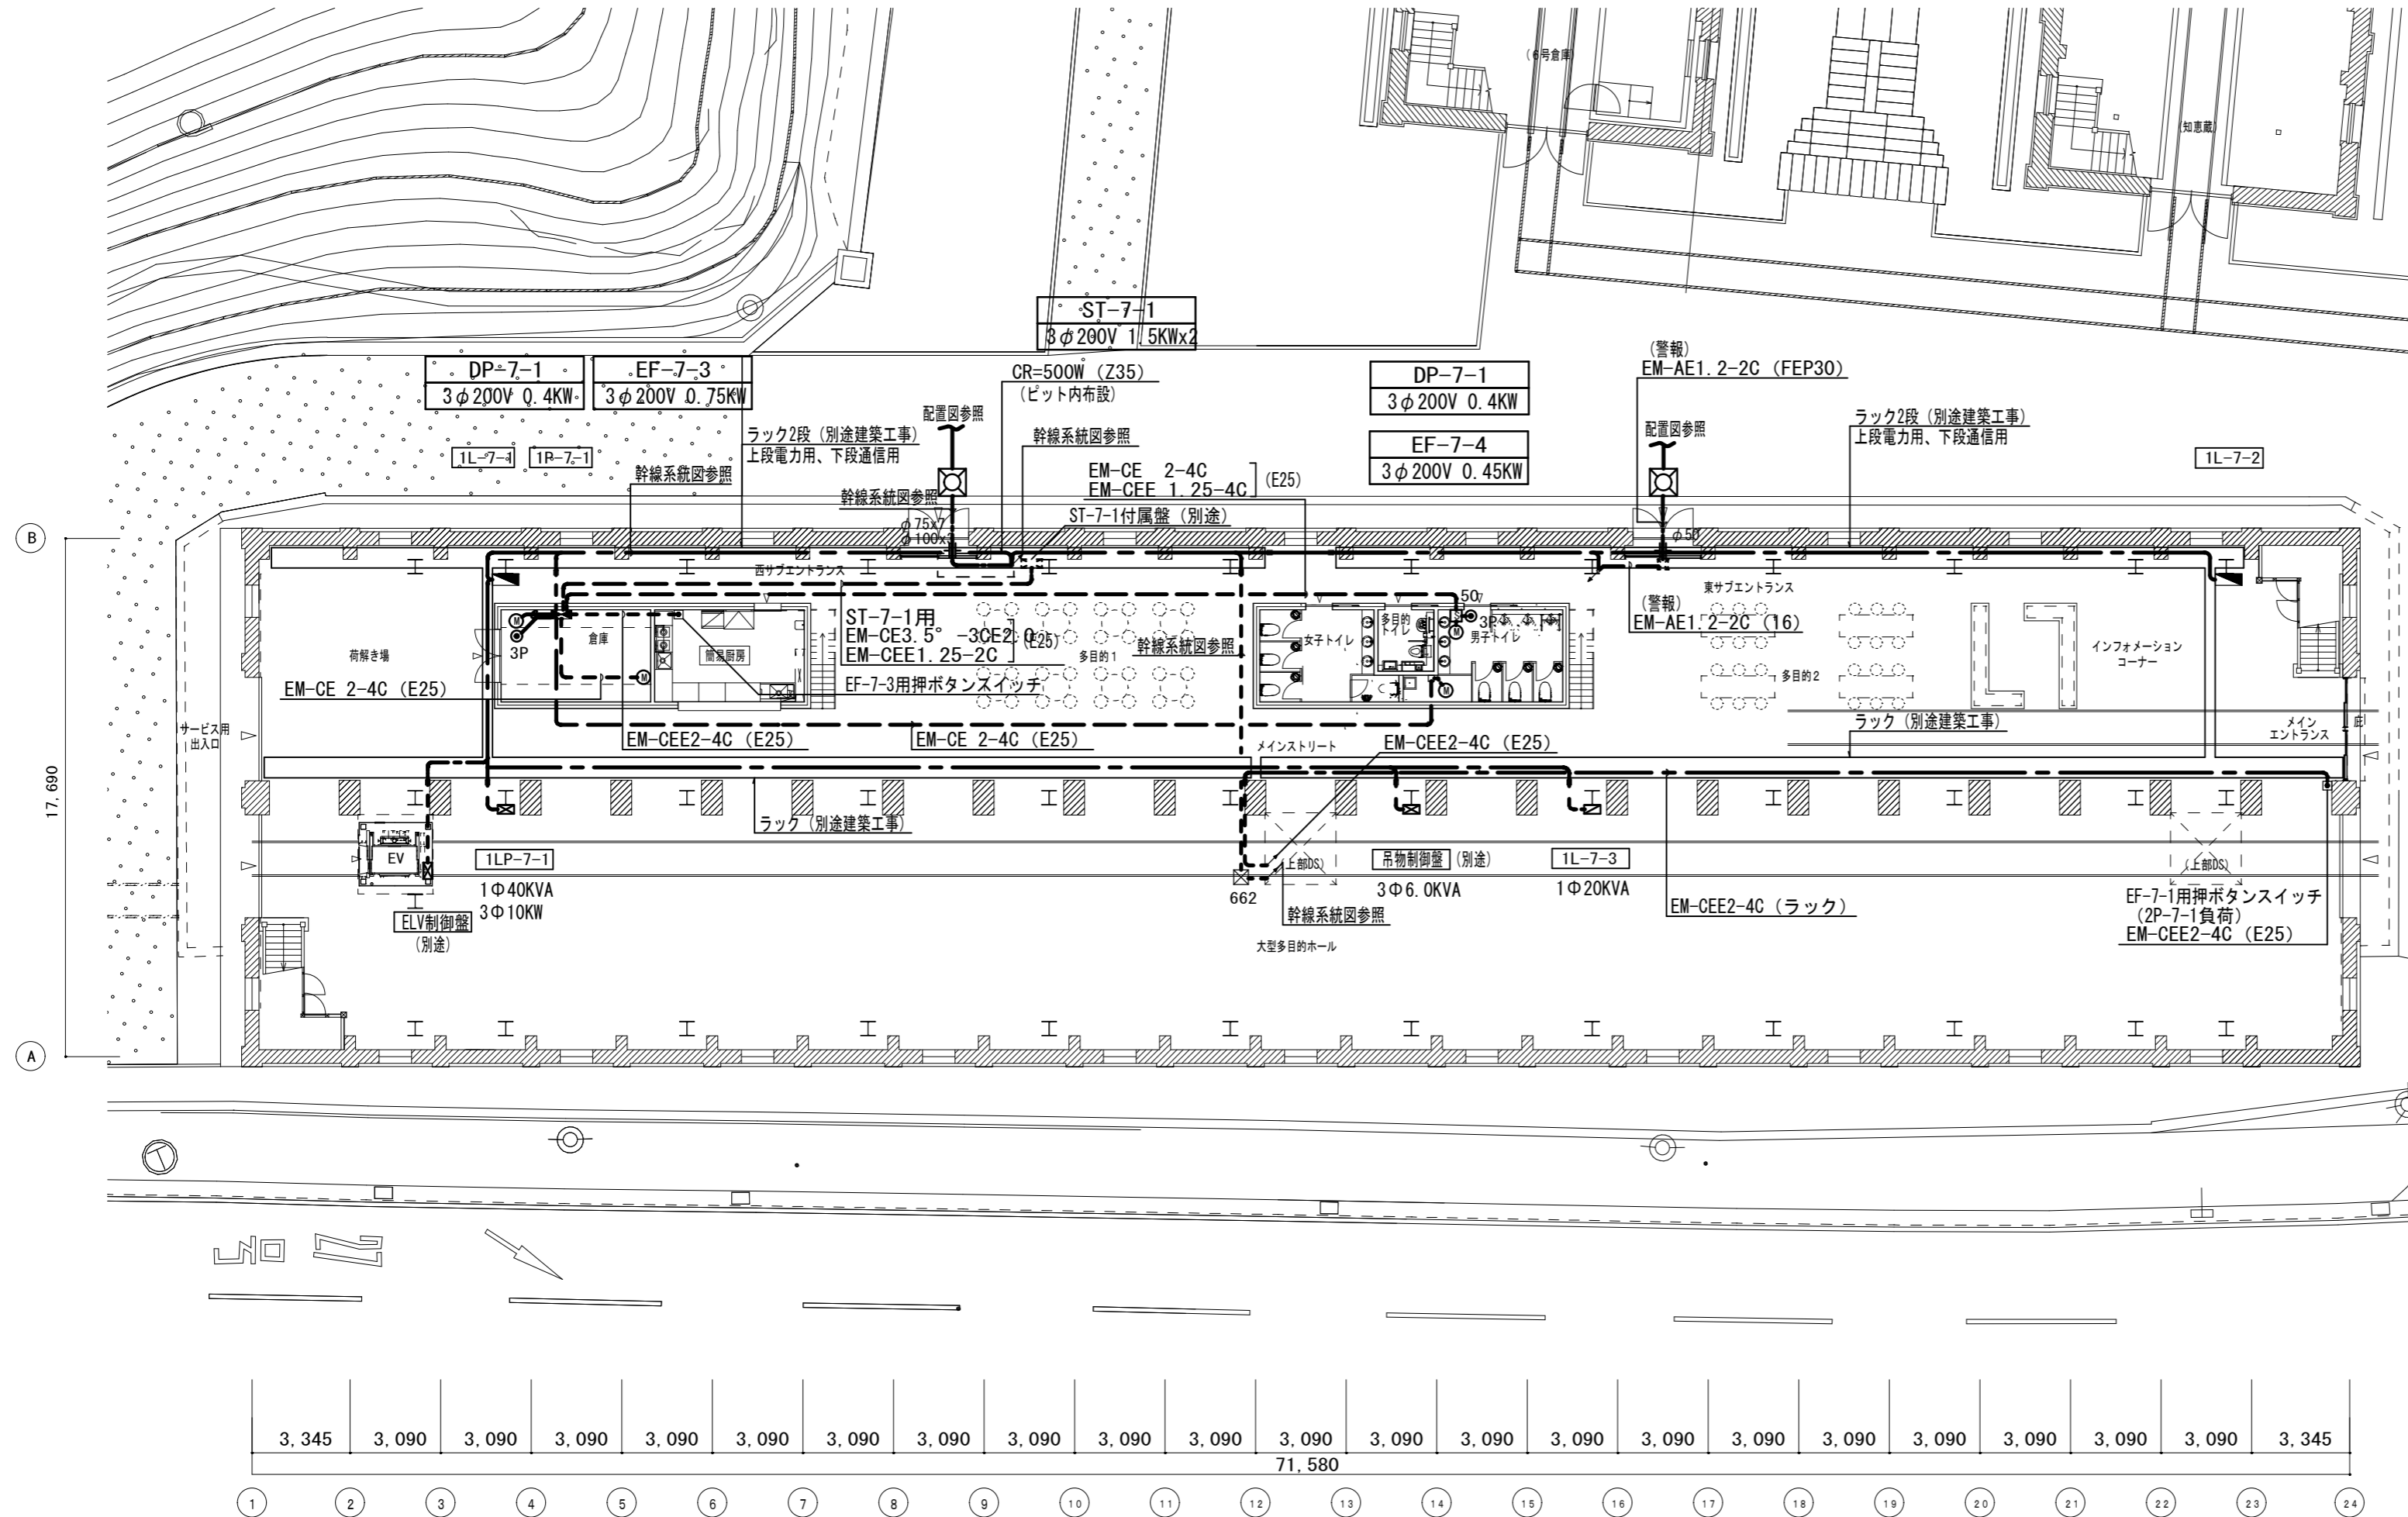 (6号倉庫)
(知恵蔵)
ST-7-1
3φ200V 1.5KWx2
DP-7-1
3φ200V 0.4KW
EF-7-3
3φ200V 0.75KW
CR=500W (Z35)
(ピット内布設)
DP-7-1
3φ200V 0.4KW
EF-7-4
3φ200V 0.45KW
(警報)
EM-AE1.2-2C (FEP30)
1L-7-1
1P-7-1
ラック2段 (別途建築工事)
上段電力用、下段通信用
配置図参照
幹線系統図参照
配置図参照
ラック2段 (別途建築工事)
上段電力用、下段通信用
1L-7-2
幹線系統図参照
幹線系統図参照
EM-CE 2-4C
EM-CEE 1.25-4C
(E25)
ST-7-1付属盤 (別途)
φ75x7
φ100x3
φ50
B
西サブエントランス
東サブエントランス
(警報)
EM-AE1.2-2C (16)
荷解き場
3P
倉庫
簡易厨房
ST-7-1用
EM-CE3.5° -3CE2.0
EM-CEE1.25-2C
(E25)
多目的1
幹線系統図参照
EF-7-3用押ボタンスイッチ
女子トイレ
多目的
トイレ
50
3P
男子トイレ
多目的2
インフォメーション
コーナー
EM-CE 2-4C (E25)
サービス用
出入口
EM-CEE2-4C (E25)
EM-CE 2-4C (E25)
メインストリート
EM-CEE2-4C (E25)
ラック (別途建築工事)
メイン
エントランス
庇
17,690
ラック (別途建築工事)
EV
1LP-7-1
1Φ40KVA
3Φ10KW
ELV制御盤
(別途)
662
(上部DS)
幹線系統図参照
大型多目的ホール
吊物制御盤 (別途)
3Φ6.0KVA
1L-7-3
1Φ20KVA
EM-CEE2-4C (ラック)
(上部DS)
EF-7-1用押ボタンスイッチ
(2P-7-1負荷)
EM-CEE2-4C (E25)
A
3,345 3,090 3,090 3,090 3,090 3,090 3,090 3,090 3,090 3,090 3,090 3,090 3,090 3,090 3,090 3,090 3,090 3,090 3,090 3,090 3,090 3,090 3,345
71,580
1 2 3 4 5 6 7 8 9 10 11 12 13 14 15 16 17 18 19 20 21 22 23 24